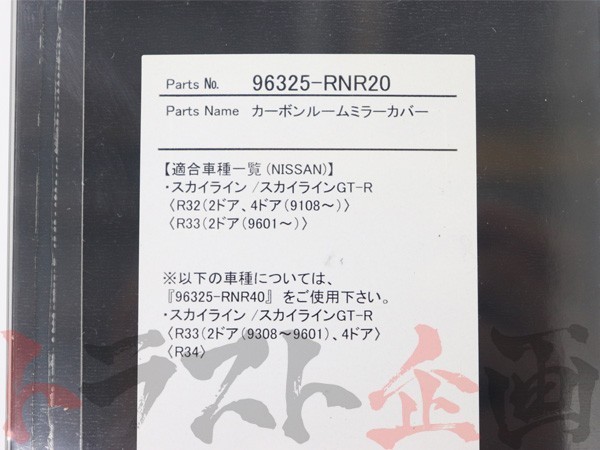 Parts No. 96325-RNR20
Parts Name カーボンルームミラーカバー
【適合車種一覧(NISSAN)】
・スカイライン /スカイラインGT-R
〈R32(2ドア、4ドア(9108～)〉
〈R33(2ドア(9601～)〉
※以下の車種については、
『96325-RNR40』をご使用下さい。
・スカイライン/スカイラインGT-R
〈R33(2ドア(9308～9601)、4ドア〉
〈R34〉
トラスト企画